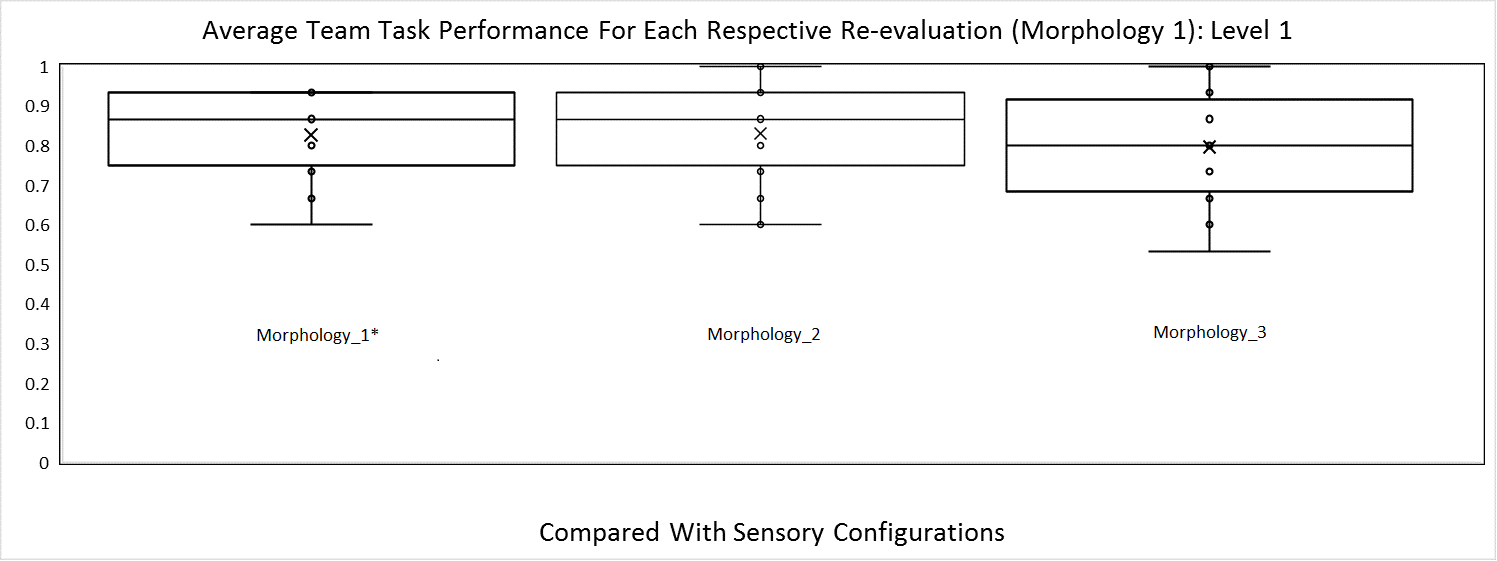 Average Team Task Performance For Each Respective Re-evaluation (Morphology 1): Level 1
1
0.9
0.8
0.7
0.6
0.5
0.4
0.3
0.2
0.1
0
Morphology_1*
Morphology_2
Morphology_3
Compared With Sensory Configurations